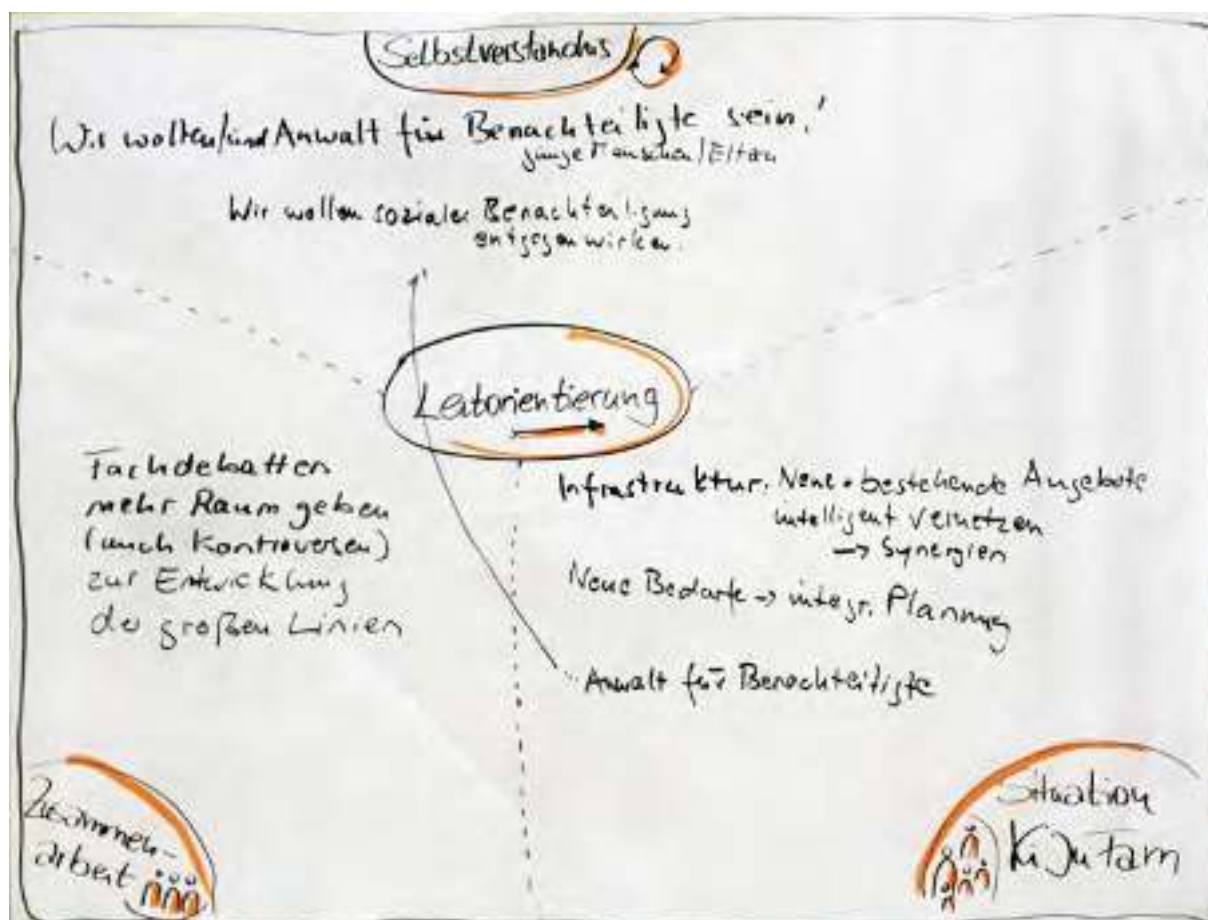 Selbstverständnis
Wir wollen/sind Anwalt für Benachteiligte sein!
junge Menschen/Eltern
Wir wollen sozialer Benachteiligung
entgegen wirken.
Leitorientierung
Fachdebatten
mehr Raum geben
(auch Kontroversen)
zur Entwicklung
der großen Linien
Infrastruktur. Neue + bestehende Angebote
intelligent vernetzen
→ Synergien
Neue Bedarfe → integr. Planung
Anwalt für Benachteiligte
Zusammen-
arbeit
Situation
KiJuFam